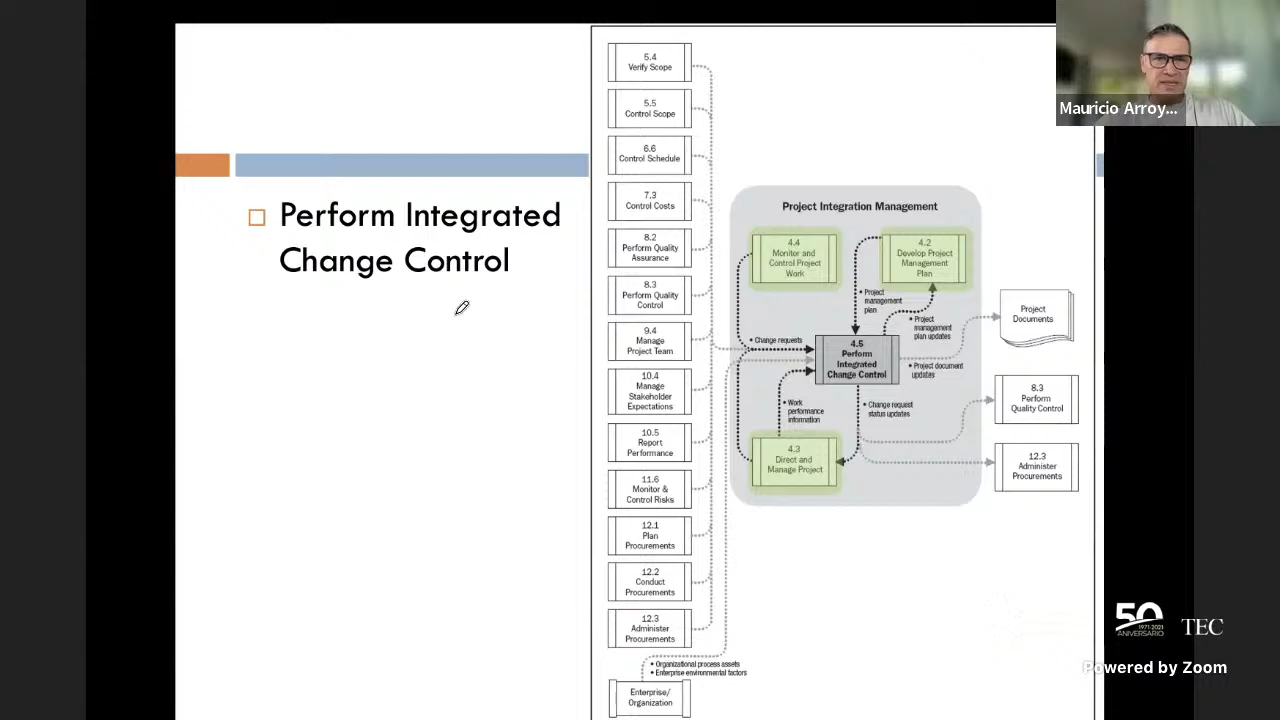 Perform Integrated
Change Control
5.4
Verify Scope
5.5
Control Scope
6.6
Control Schedule
7.3
Control Costs
8.2
Perform Quality
Assurance
8.3
Perform Quality
Control
9.4
Manage
Project Team
10.4
Manage
Stakeholder
Expectations
10.5
Report
Performance
11.6
Monitor &
Control Risks
12.1
Plan
Procurements
12.2
Conduct
Procurements
12.3
Administer
Procurements
• Organizational process assets
• Enterprise environmental factors
Enterprise/
Organization
Project Integration Management
4.4
Monitor and
Control Project
Work
4.2
Develop Project
Management
Plan
• Project
management
plan
• Project
management
plan updates
• Change requests
4.5
Perform
Integrated
Change Control
• Project document
updates
• Work
performance
information
• Change request
status updates
4.3
Direct and
Manage Project
Project
Documents
8.3
Perform
Quality Control
12.3
Administer
Procurements
Mauricio Arroy...
50
1971-2021
ANIVERSARIO
TEC
Powered by Zoom